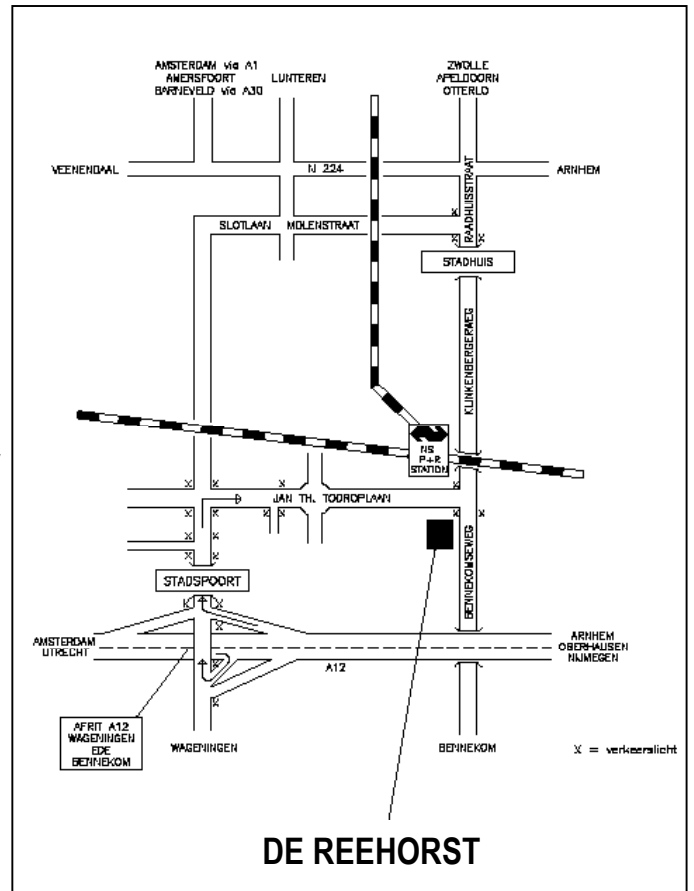 AMSTERDAM via A1
AMERSFOORT
BARNEVELD via A30
LUNTEREN
ZWOLLE
APELDOORN
OTTERLO
VEENENDAAL
N 224
ARNHEM
RAADHUISSTRAAT
SLOTLAAN MOLENSTRAAT
STADHUIS
KLINKENBERGERWEG
NS
P+R
STATION
JAN TH. TOOROPLAAN
BENNEKOMSEWEG
STADSPOORT
AMSTERDAM
UTRECHT
ARNHEM
OBERHAUSEN
NIJMEGEN
A12
AFRIT A12
WAGENINGEN
EDE
BENNEKOM
WAGENINGEN
BENNEKOM
X = verkeerslicht
DE REEHORST